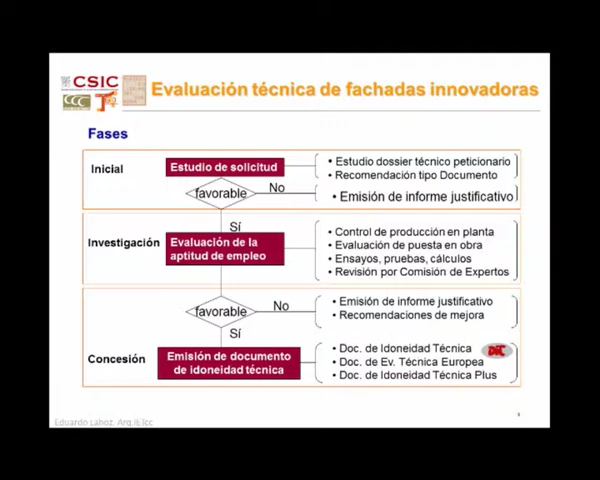 CSIC
Evaluación técnica de fachadas innovadoras
Fases
Inicial
Estudio de solicitud
• Estudio dossier técnico peticionario
• Recomendación tipo Documento
favorable
No
• Emisión de informe justificativo
Sí
Investigación
Evaluación de la
aptitud de empleo
• Control de producción en planta
• Evaluación de puesta en obra
• Ensayos, pruebas, cálculos
• Revisión por Comisión de Expertos
favorable
No
• Emisión de informe justificativo
• Recomendaciones de mejora
Sí
Concesión
Emisión de documento
de idoneidad técnica
• Doc. de Idoneidad Técnica
• Doc. de Ev. Técnica Europea
• Doc. de Idoneidad Técnica Plus
Eduardo Lahoz. Arq.